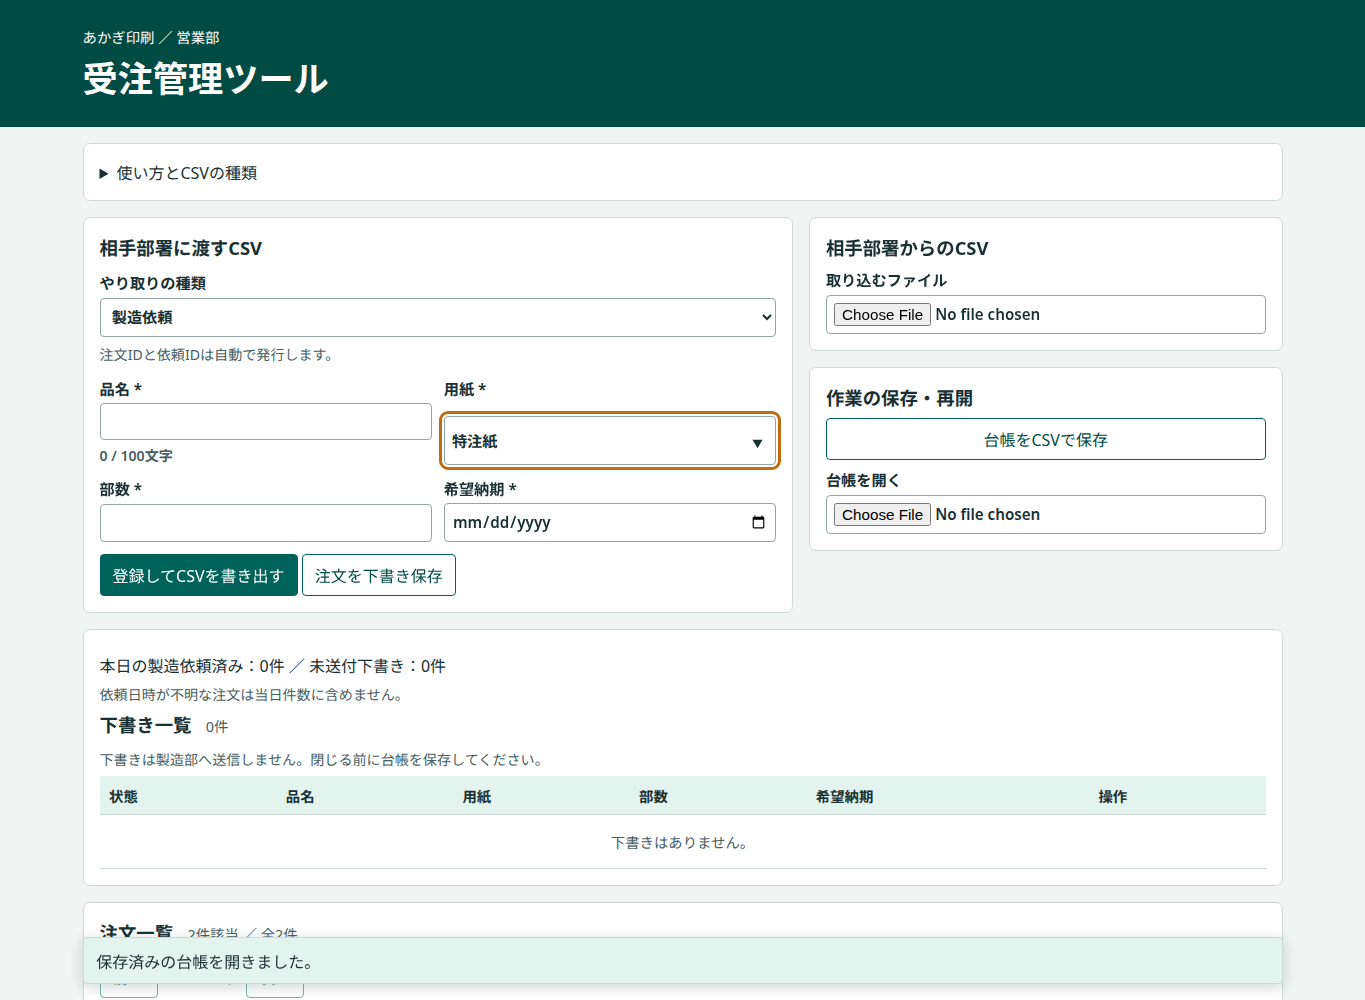 あかぎ印刷 ／ 営業部
受注管理ツール
▶ 使い方とCSVの種類
相手部署に渡すCSV
やり取りの種類
製造依頼
注文IDと依頼IDは自動で発行します。
品名 *
用紙 *
特注紙 ▼
0 / 100文字
部数 *
希望納期 *
mm/dd/yyyy
登録してCSVを書き出す
注文を下書き保存
相手部署からのCSV
取り込むファイル
Choose File No file chosen
作業の保存・再開
台帳をCSVで保存
台帳を開く
Choose File No file chosen
本日の製造依頼済み：0件 ／ 未送付下書き：0件
依頼日時が不明な注文は当日件数に含めません。
下書き一覧 0件
下書きは製造部へ送信しません。閉じる前に台帳を保存してください。
状態 品名 用紙 部数 希望納期 操作
下書きはありません。
注文一覧 2件該当 ／ 全2件
保存済みの台帳を開きました。